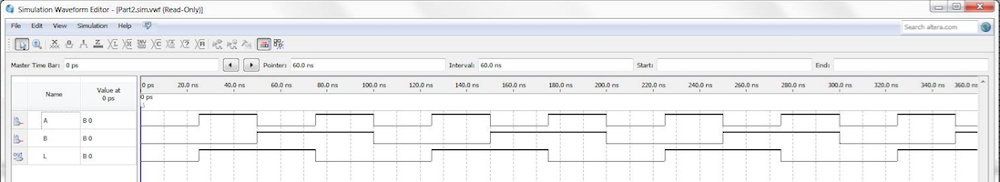 Simulation Waveform Editor - [Part2.sim.vwf (Read-Only)]
File Edit View Simulation Help
Search altera.com
Master Time Bar: 0 ps Pointer: 60.0 ns Interval: 60.0 ns Start: End:
Name Value at 0 ps
0 ps 20.0 ns 40.0 ns 60.0 ns 80.0 ns 100.0 ns 120.0 ns 140.0 ns 160.0 ns 180.0 ns 200.0 ns 220.0 ns 240.0 ns 260.0 ns 280.0 ns 300.0 ns 320.0 ns 340.0 ns 360.0 ns
0 ps
A B 0
B B 0
L B 0